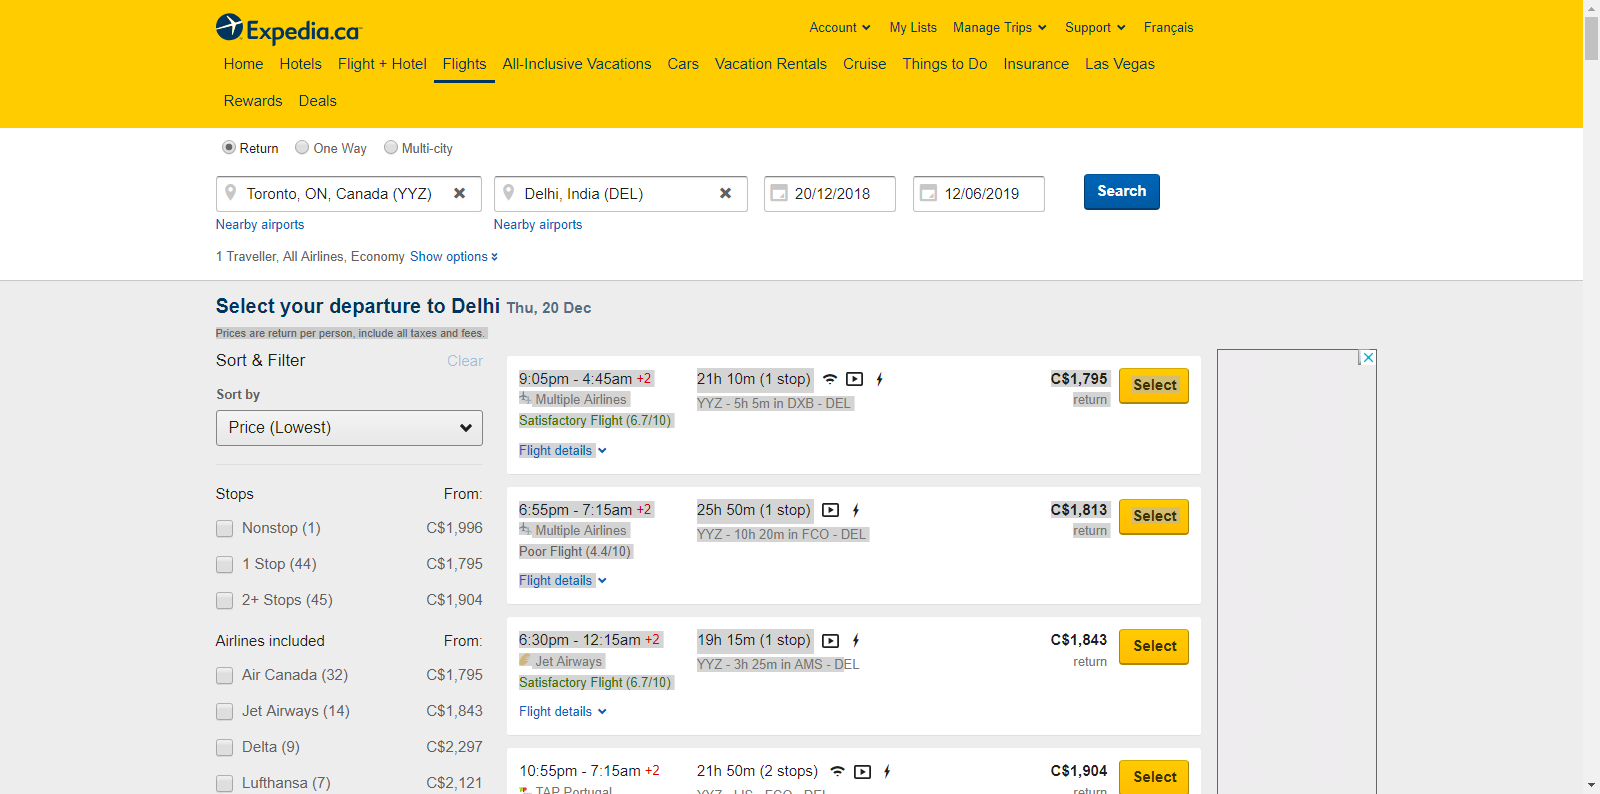 Expedia.ca
Account My Lists Manage Trips Support Français
Home Hotels Flight + Hotel Flights All-Inclusive Vacations Cars Vacation Rentals Cruise Things to Do Insurance Las Vegas
Rewards Deals
Return One Way Multi-city
Toronto, ON, Canada (YYZ) Delhi, India (DEL) 20/12/2018 12/06/2019 Search
Nearby airports Nearby airports
1 Traveller, All Airlines, Economy Show options
Select your departure to Delhi Thu, 20 Dec
Prices are return per person, include all taxes and fees.
Sort & Filter Clear
Sort by
Price (Lowest)
Stops From:
Nonstop (1) C$1,996
1 Stop (44) C$1,795
2+ Stops (45) C$1,904
Airlines included From:
Air Canada (32) C$1,795
Jet Airways (14) C$1,843
Delta (9) C$2,297
Lufthansa (7) C$2,121
9:05pm - 4:45am +2 21h 10m (1 stop) C$1,795 Select
Multiple Airlines YYZ - 5h 5m in DXB - DEL return
Satisfactory Flight (6.7/10)
Flight details
6:55pm - 7:15am +2 25h 50m (1 stop) C$1,813 Select
Multiple Airlines YYZ - 10h 20m in FCO - DEL return
Poor Flight (4.4/10)
Flight details
6:30pm - 12:15am +2 19h 15m (1 stop) C$1,843 Select
Jet Airways YYZ - 3h 25m in AMS - DEL return
Satisfactory Flight (6.7/10)
Flight details
10:55pm - 7:15am +2 21h 50m (2 stops) C$1,904 Select
TAP Portugal YYZ - LIS - FCO - DEL return